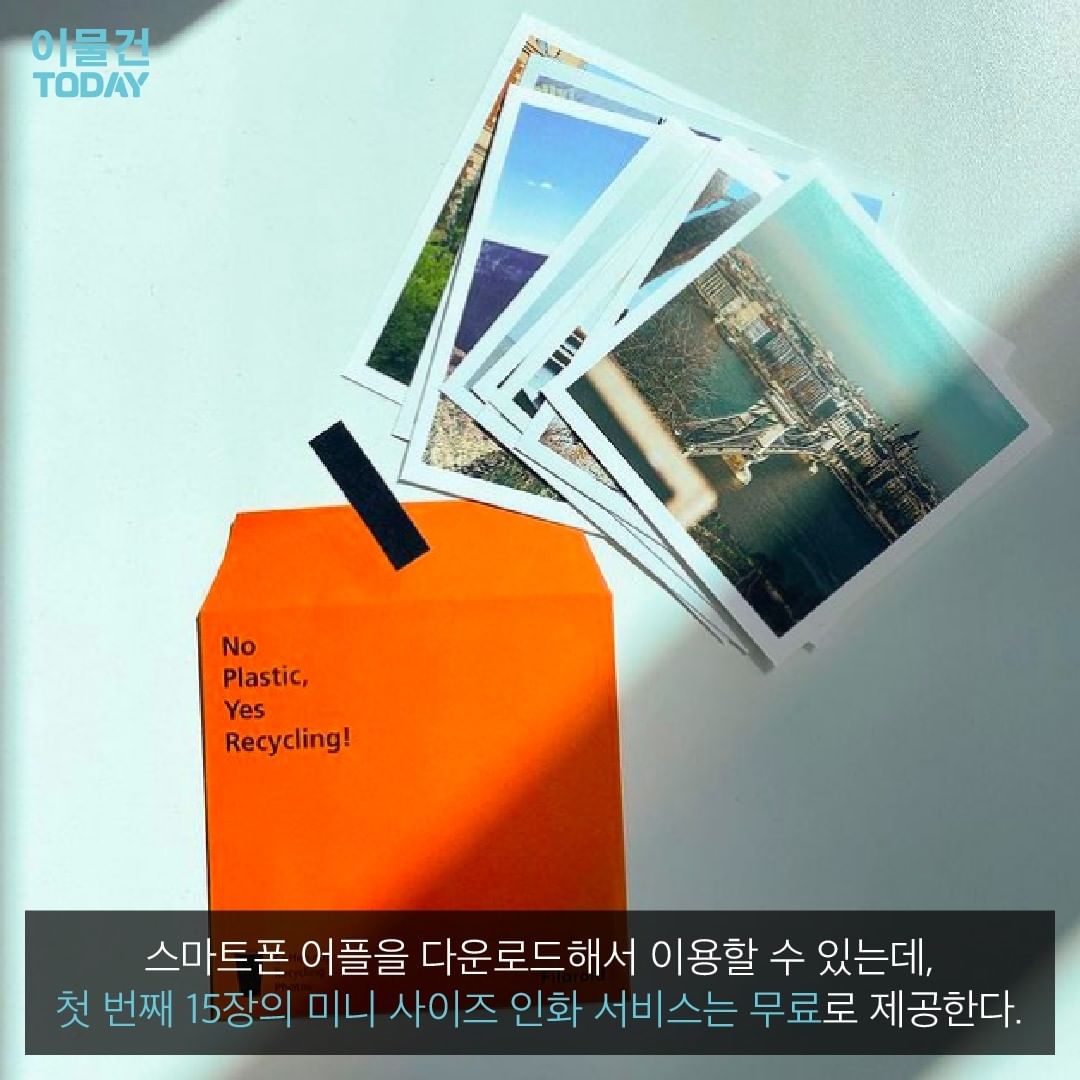 이물건
TODAY
No
Plastic,
Yes
Recycling!
스마트폰 어플을 다운로드해서 이용할 수 있는데,
첫 번째 15장의 미니 사이즈 인화 서비스는 무료로 제공한다.
Recycling
Photos